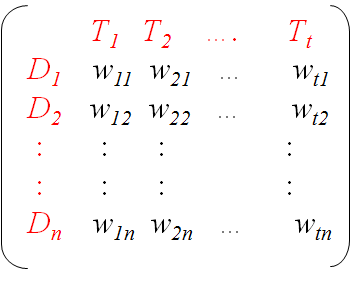 T1 T2 … . Tt
D1 w11 w21 … wt1
D2 w12 w22 … wt2
: : : :
: : : :
Dn w1n w2n … wtn